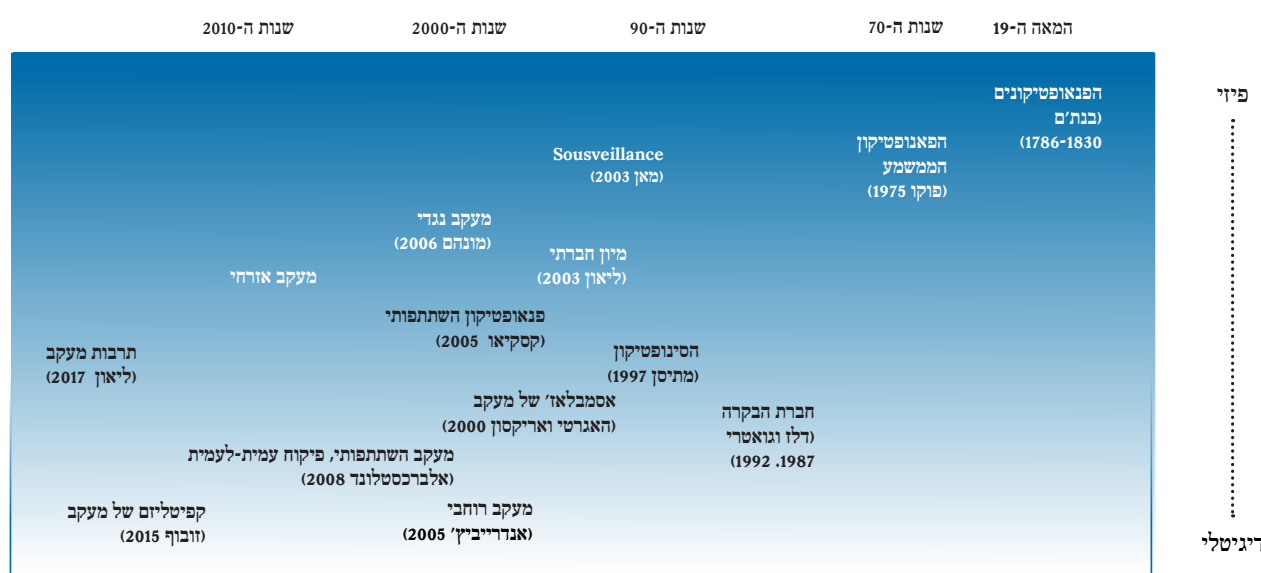 המאה ה-19
שנות ה-70
שנות ה-90
שנות ה-2000
שנות ה-2010
פיזי
הפנאופטיקונים
(בנת'ם
1786-1830)
הפאנופטיקון
הממשמע
(פוקו 1975)
Sousveillance
(מאן 2003)
מעקב נגדי
(מונהם 2006)
מיון חברתי
(ליאון 2003)
מעקב אזרחי
פנאופטיקון השתתפותי
(קסקיאו 2005)
הסינופטיקון
(מתיסן 1997)
תרבות מעקב
(ליאון 2017)
אסמבלאז' של מעקב
(האגרטי ואריקסון 2000)
חברת הבקרה
(דלז וגואטרי
1987. 1992)
מעקב השתתפותי, פיקוח עמית-לעמית
(אלברכסטלונד 2008)
מעקב רוחבי
(אנדרייביץ' 2005)
קפיטליזם של מעקב
(זובוף 2015)
דיגיטלי